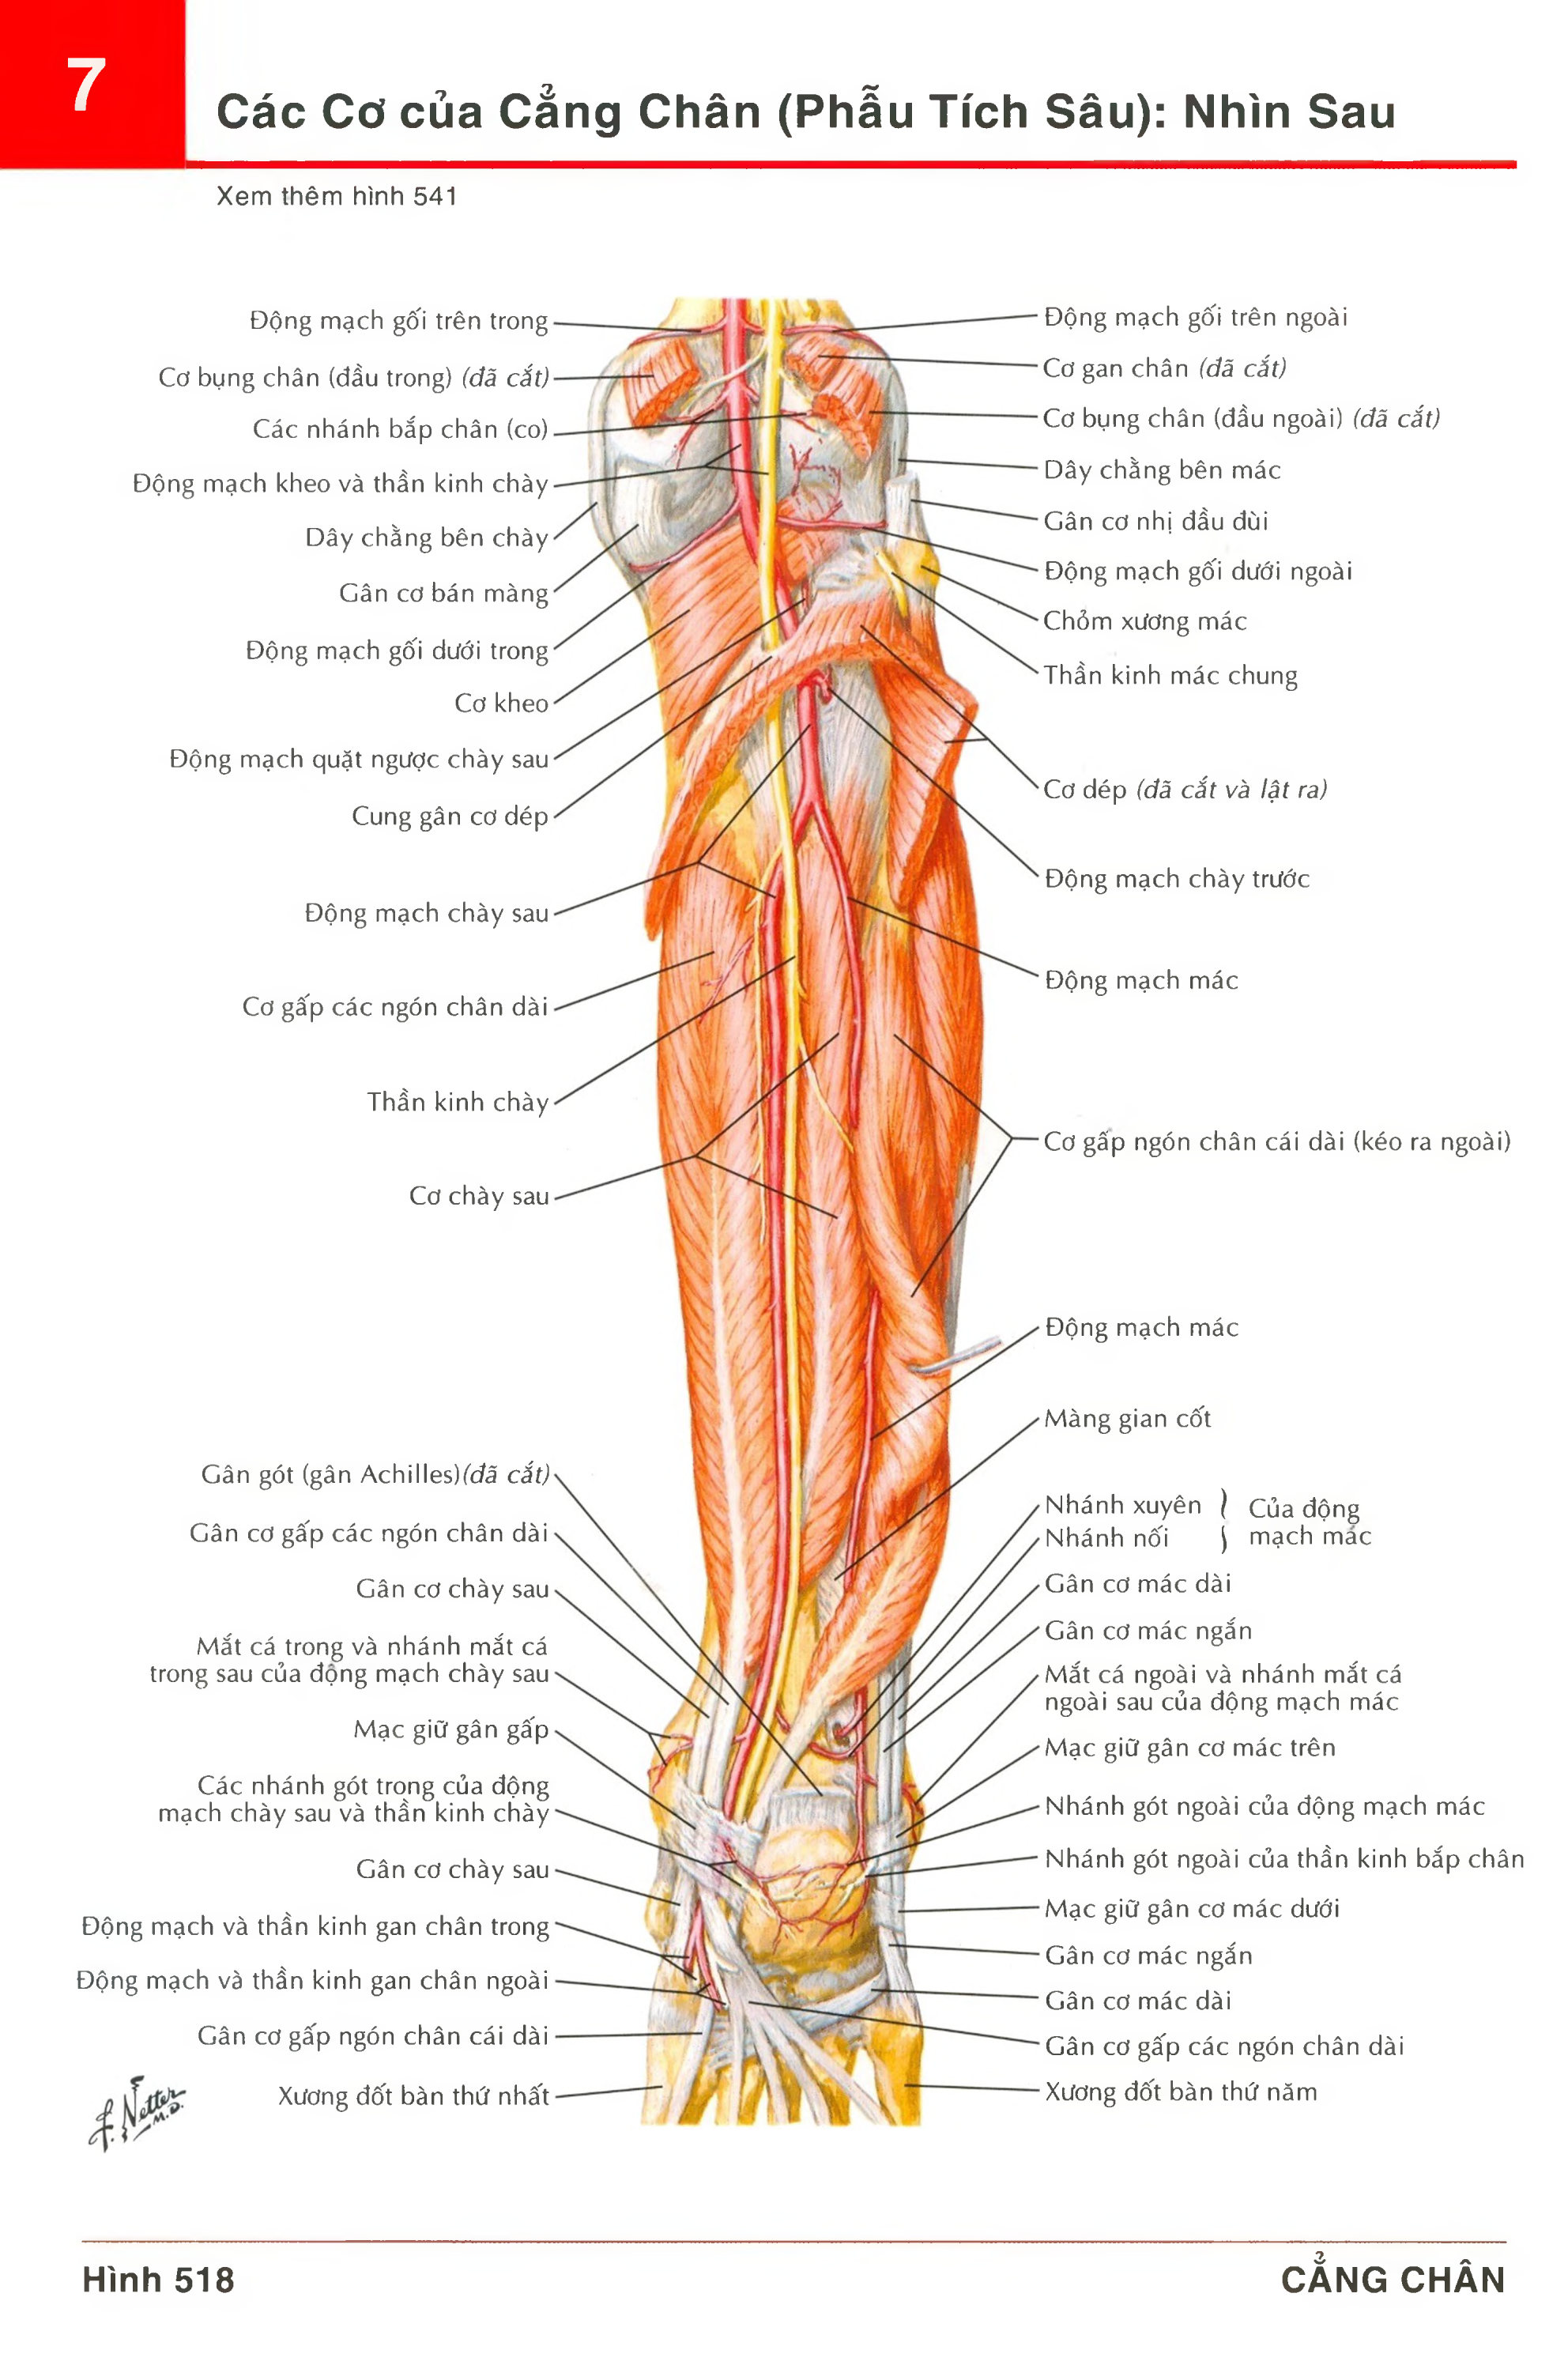 7
Các Cơ của Cẳng Chân (Phẫu Tích Sâu): Nhìn Sau
Xem thêm hình 541
Động mạch gối trên trong
Cơ bụng chân (đầu trong) (đã cắt)
Các nhánh bắp chân (co)
Động mạch kheo và thần kinh chày
Dây chằng bên chày
Gân cơ bán màng
Động mạch gối dưới trong
Cơ kheo
Động mạch quặt ngược chày sau
Cung gân cơ dép
Động mạch chày sau
Cơ gấp các ngón chân dài
Thần kinh chày
Cơ chày sau
Gân gót (gân Achilles)(đã cắt)
Gân cơ gấp các ngón chân dài
Gân cơ chày sau
Mắt cá trong và nhánh mắt cá
trong sau của động mạch chày sau
Mạc giữ gân gấp
Các nhánh gót trong của động
mạch chày sau và thần kinh chày
Gân cơ chày sau
Động mạch và thần kinh gan chân trong
Động mạch và thần kinh gan chân ngoài
Gân cơ gấp ngón chân cái dài
Xương đốt bàn thứ nhất
Động mạch gối trên ngoài
Cơ gan chân (đã cắt)
Cơ bụng chân (đầu ngoài) (đã cắt)
Dây chằng bên mác
Gân cơ nhị đầu đùi
Động mạch gối dưới ngoài
Chỏm xương mác
Thần kinh mác chung
Cơ dép (đã cắt và lật ra)
Động mạch chày trước
Động mạch mác
Cơ gấp ngón chân cái dài (kéo ra ngoài)
Động mạch mác
Màng gian cốt
Nhánh xuyên } Của động
Nhánh nối } mạch mác
Gân cơ mác dài
Gân cơ mác ngắn
Mắt cá ngoài và nhánh mắt cá
ngoài sau của động mạch mác
Mạc giữ gân cơ mác trên
Nhánh gót ngoài của động mạch mác
Nhánh gót ngoài của thần kinh bắp chân
Mạc giữ gân cơ mác dưới
Gân cơ mác ngắn
Gân cơ mác dài
Gân cơ gấp các ngón chân dài
Xương đốt bàn thứ năm
F. Netter
M.D.
Hình 518
CẲNG CHÂN